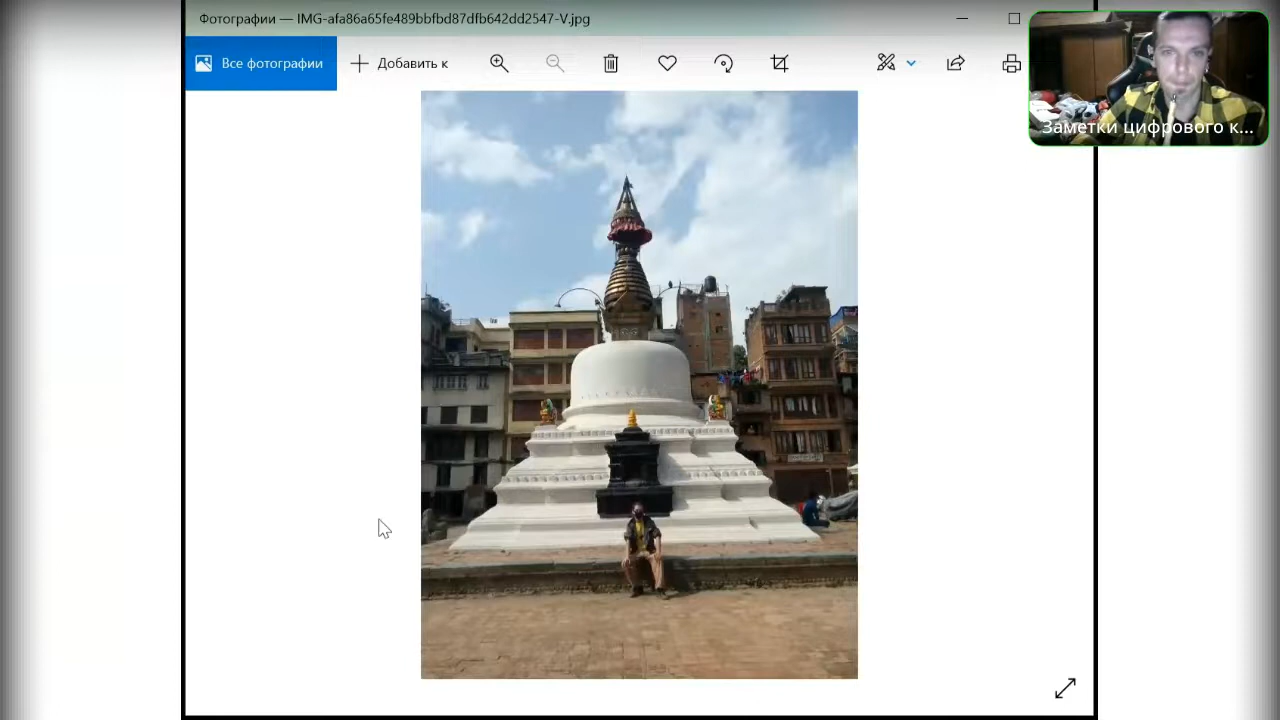 Фотографии — IMG-afa86a65fe489bbfbd87dfb642dd2547-V.jpg
Все фотографии
Добавить к
Заметки цифрового к...